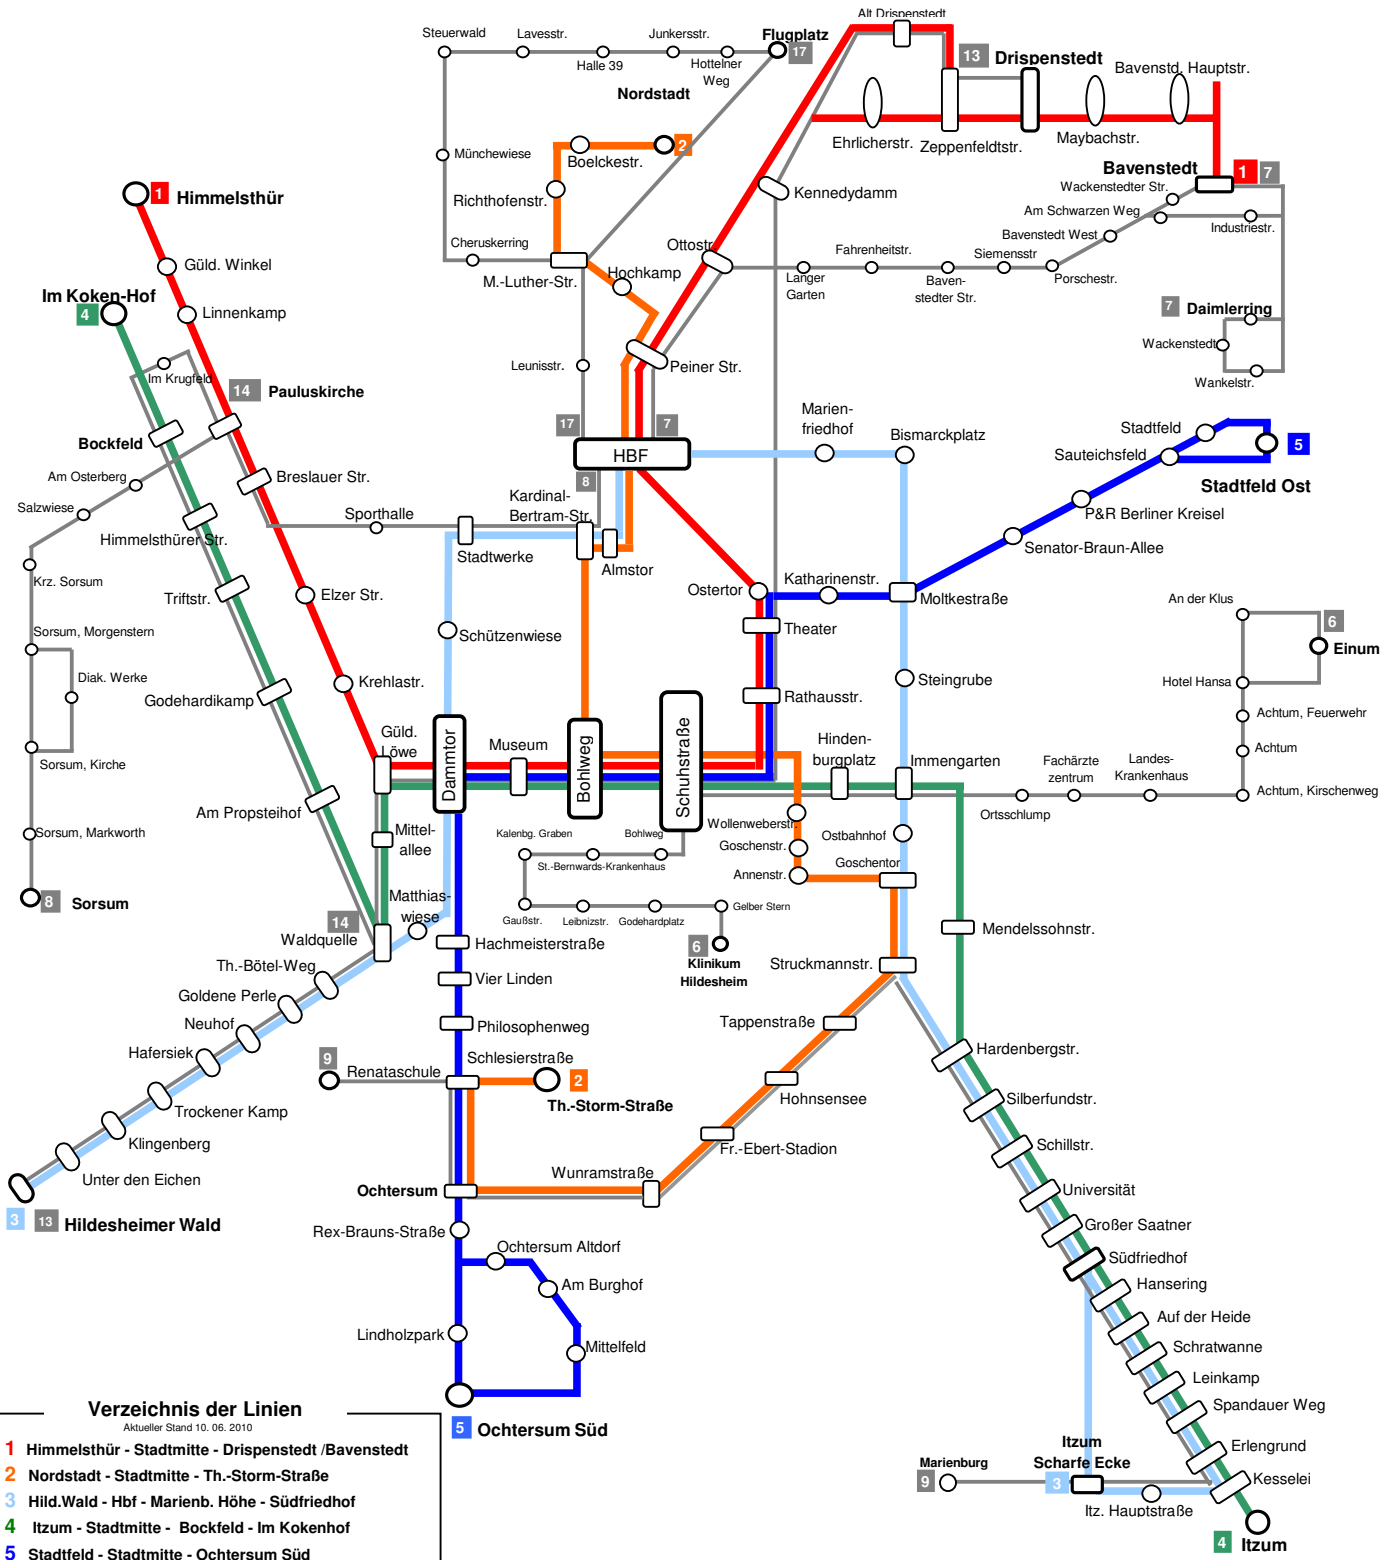 Alt Drispenstedt
Steuerwald
Lavesstr.
Junkersstr.
Flugplatz
17
Halle 39
Hottelner
Weg
13
Drispenstedt
Bavenstd. Hauptstr.
Nordstadt
2
Boelckestr.
Ehrlicherstr.
Zeppenfeldtstr.
Maybachstr.
Münchewiese
Bavenstedt
1
7
1
Himmelsthür
Richthofenstr.
Kennedydamm
Wackenstedter Str.
Am Schwarzen Weg
Industriestr.
Cheruskerring
Ottostr.
Bavenstedt West
Fahrenheitstr.
Siemensstr
Güld. Winkel
M.-Luther-Str.
Hochkamp
Langer
Garten
Baven-
stedter Str.
Porschestr.
Im Koken-Hof
4
Linnenkamp
7
Daimlerring
Wackenstedt
Wankelstr.
Im Krugfeld
Leunisstr.
Peiner Str.
14
Pauluskirche
17
7
Marien-
friedhof
Bismarckplatz
Stadtfeld
Sauteichsfeld
5
Stadtfeld Ost
Bockfeld
HBF
8
Am Osterberg
Breslauer Str.
Salzwiese
Sporthalle
Kardinal-
Bertram-Str.
P&R Berliner Kreisel
Himmelsthürer Str.
Stadtwerke
Almstor
Senator-Braun-Allee
Krz. Sorsum
Triftstr.
Elzer Str.
Ostertor
Katharinenstr.
Moltkestraße
An der Klus
6
Einum
Sorsum, Morgenstern
Schützenwiese
Theater
Diak. Werke
Godehardikamp
Krehlastr.
Rathausstr.
Steingrube
Hotel Hansa
Achtum, Feuerwehr
Güld.
Löwe
Dammtor
Museum
Bohlweg
Schuhstraße
Hinden-
burgplatz
Immengarten
Achtum
Sorsum, Kirche
Fachärzte
zentrum
Landes-
Krankenhaus
Achtum, Kirschenweg
Ortsschlump
Am Propsteihof
Sorsum, Markworth
Mittel-
allee
Kalenbg. Graben
Bohlweg
Wollenweberstr.
Ostbahnhof
St.-Bernwards-Krankenhaus
Goschenstr.
Goschentor
Annenstr.
8
Sorsum
Matthias-
wiese
Gaußstr.
Leibnizstr.
Godehardplatz
Gelber Stern
14
Waldquelle
Hachmeisterstraße
6
Klinikum
Hildesheim
Mendelssohnstr.
Th.-Bötel-Weg
Vier Linden
Struckmannstr.
Goldene Perle
Neuhof
Philosophenweg
Tappenstraße
Hafersiek
9
Renataschule
Schlesierstraße
2
Th.-Storm-Straße
Hardenbergstr.
Trockener Kamp
Hohnsensee
Silberfundstr.
Klingenberg
Fr.-Ebert-Stadion
Schillstr.
Unter den Eichen
Ochtersum
Wunramstraße
Universität
3
13
Hildesheimer Wald
Rex-Brauns-Straße
Großer Saatner
Ochtersum Altdorf
Südfriedhof
Am Burghof
Hansering
Lindholzpark
Mittelfeld
Auf der Heide
Schratwanne
Leinkamp
5
Ochtersum Süd
Spandauer Weg
Itzum
Scharfe Ecke
Erlengrund
Marienburg
9
3
Kesselei
Itz. Hauptstraße
4
Itzum
Verzeichnis der Linien
Aktueller Stand 10. 06. 2010
1 Himmelsthür - Stadtmitte - Drispenstedt /Bavenstedt
2 Nordstadt - Stadtmitte - Th.-Storm-Straße
3 Hild.Wald - Hbf - Marienb. Höhe - Südfriedhof
4 Itzum - Stadtmitte - Bockfeld - Im Kokenhof
5 Stadtfeld - Stadtmitte - Ochtersum Süd